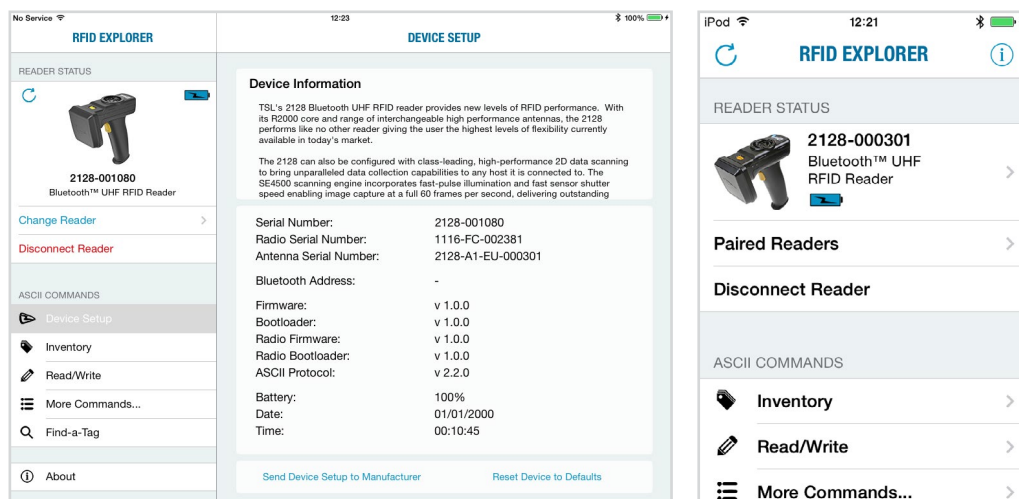 No Service
12:23
100%
RFID EXPLORER
DEVICE SETUP
READER STATUS
2128-001080
Bluetooth™ UHF RFID Reader
Change Reader
Disconnect Reader
ASCII COMMANDS
Device Setup
Inventory
Read/Write
More Commands...
Find-a-Tag
About
Device Information
TSL's 2128 Bluetooth UHF RFID reader provides new levels of RFID performance. With
its R2000 core and range of interchangeable high performance antennas, the 2128
performs like no other reader giving the user the highest levels of flexibility currently
available in today's market.
The 2128 can also be configured with class-leading, high-performance 2D data scanning
to bring unparalleled data collection capabilities to any host it is connected to. The
SE4500 scanning engine incorporates fast-pulse illumination and fast sensor shutter
speed enabling image capture at a full 60 frames per second, delivering outstanding
Serial Number: 2128-001080
Radio Serial Number: 1116-FC-002381
Antenna Serial Number: 2128-A1-EU-000301
Bluetooth Address: -
Firmware: v 1.0.0
Bootloader: v 1.0.0
Radio Firmware: v 1.0.0
Radio Bootloader: v 1.0.0
ASCII Protocol: v 2.2.0
Battery: 100%
Date: 01/01/2000
Time: 00:10:45
Send Device Setup to Manufacturer
Reset Device to Defaults
iPod
12:21
RFID EXPLORER
READER STATUS
2128-000301
Bluetooth™ UHF
RFID Reader
Paired Readers
Disconnect Reader
ASCII COMMANDS
Inventory
Read/Write
More Commands...